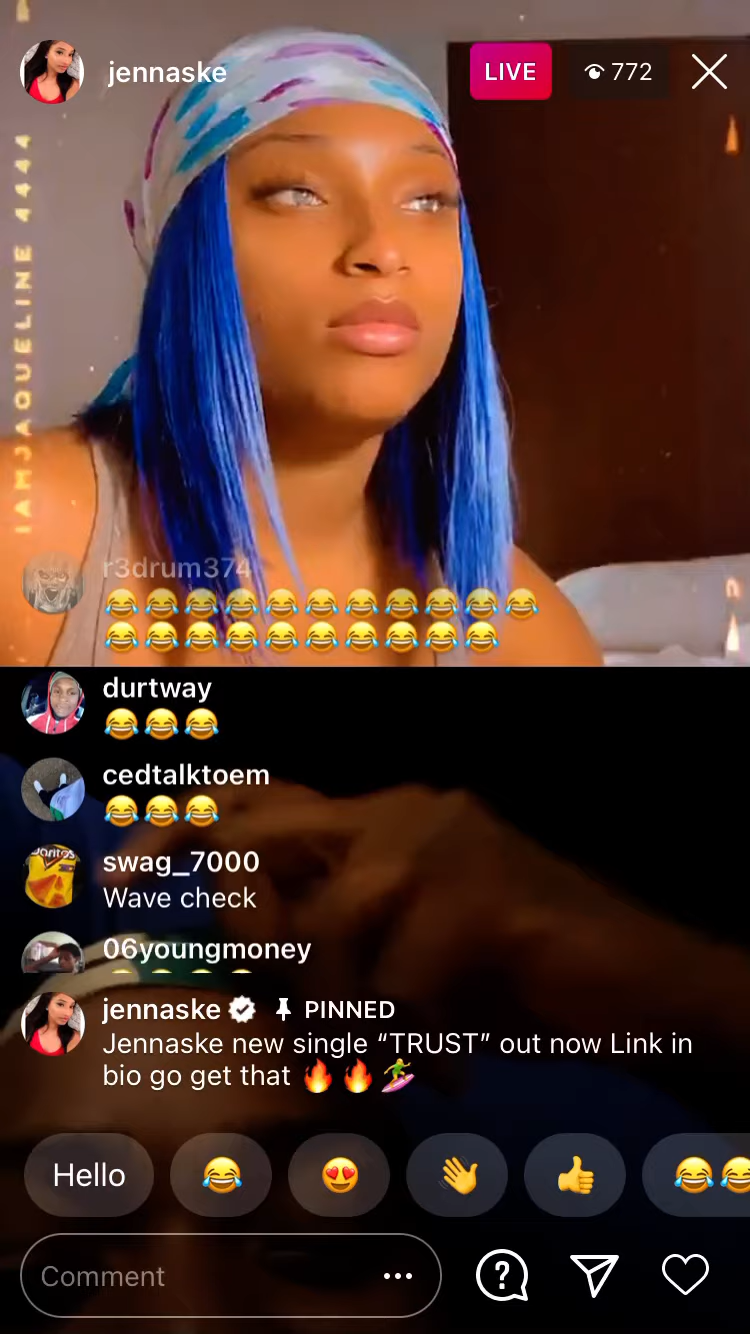 jennaske
LIVE
772
IAMJAQUELINE 4444
r3drum374
😂😂😂😂😂😂😂😂😂😂😂
😂😂😂😂😂😂😂😂😂😂
durtway
😂😂😂
cedtalktoem
😂😂😂
swag_7000
Wave check
06youngmoney
jennaske PINNED
Jennaske new single “TRUST” out now Link in
bio go get that 🔥🔥🏄
Hello 😂 😍 👋 👍 😂😂
Comment